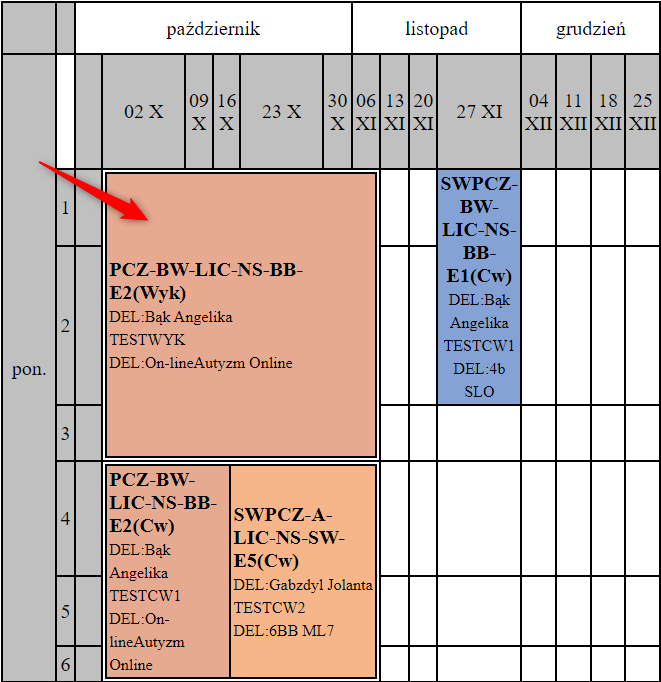 październik listopad grudzień
02 X 09 X 16 X 23 X 30 X 06 XI 13 XI 20 XI 27 XI 04 XII 11 XII 18 XII 25 XII
pon.
1
2
3
PCZ-BW-LIC-NS-BB-
E2(Wyk)
DEL:Bąk Angelika
TESTWYK
DEL:On-lineAutyzm Online
SWPCZ-
BW-
LIC-NS-
BB-
E1(Cw)
DEL:Bąk
Angelika
TESTCW1
DEL:4b
SLO
4
5
6
PCZ-BW-
LIC-NS-BB-
E2(Cw)
DEL:Bąk
Angelika
TESTCW1
DEL:On-
lineAutyzm
Online
SWPCZ-A-
LIC-NS-SW-
E5(Cw)
DEL:Gabzdyl Jolanta
TESTCW2
DEL:6BB ML7